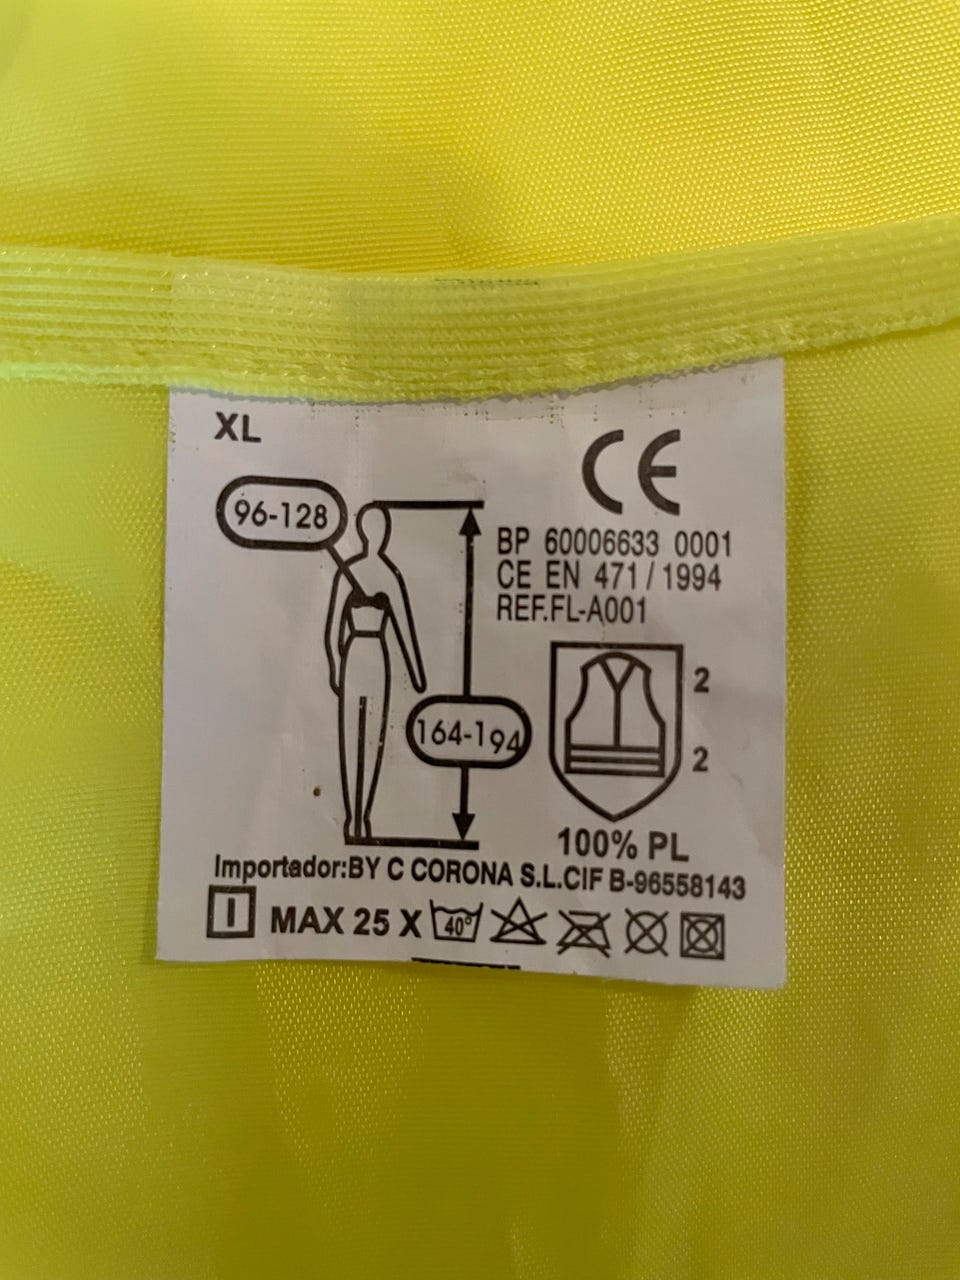 XL
CE
96-128
BP 60006633 0001
CE EN 471/1994
REF.FL-A001
2
164-194
2
100% PL
Importador:BY C CORONA S.L.CIF B-96558143
I MAX 25 X 40°